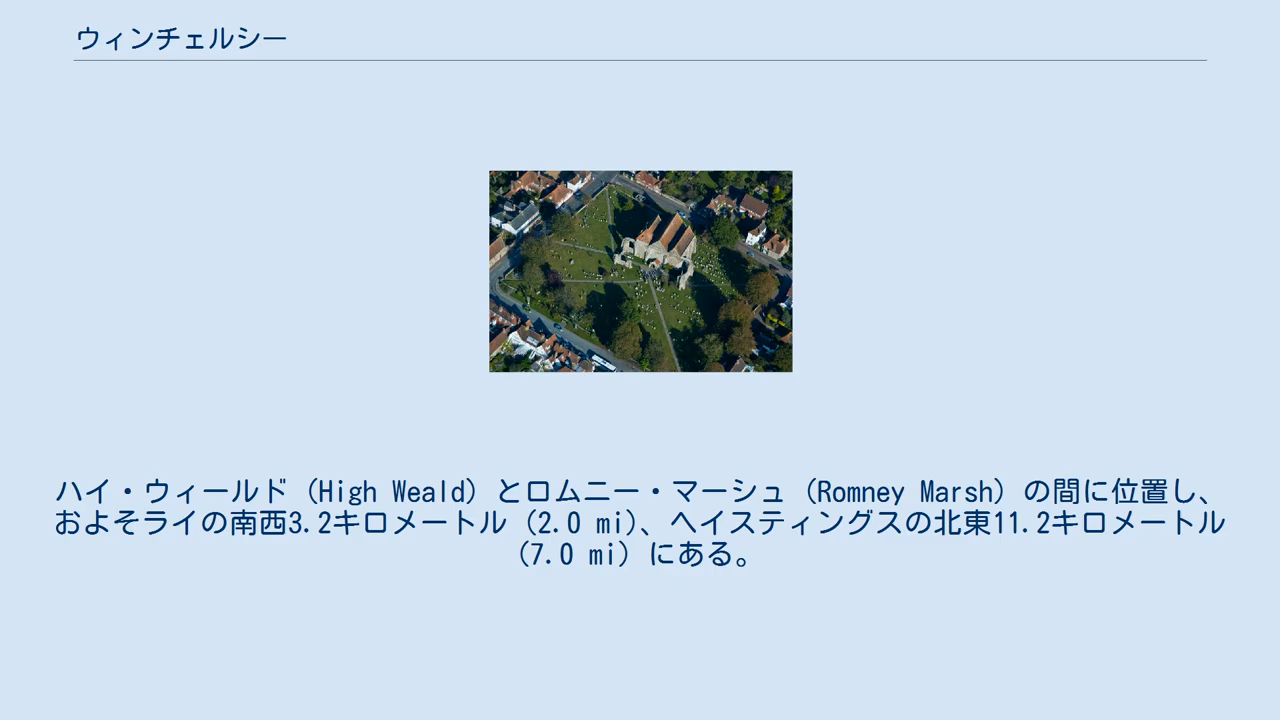 ウィンチェルシー
ハイ・ウィールド（High Weald）とロムニー・マーシュ（Romney Marsh）の間に位置し、
およそライの南西3.2キロメートル（2.0 mi）、ヘイスティングスの北東11.2キロメートル
（7.0 mi）にある。